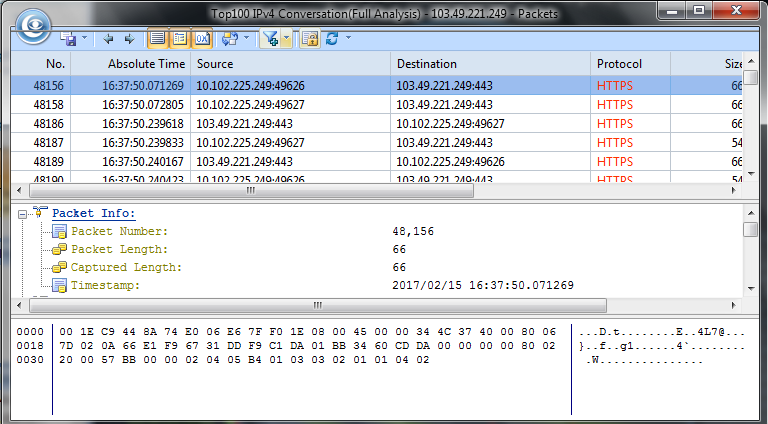 Top100 IPv4 Conversation(Full Analysis) - 103.49.221.249 - Packets
No. Absolute Time Source Destination Protocol Size
48156 16:37:50.071269 10.102.225.249:49626 103.49.221.249:443 HTTPS 66
48158 16:37:50.072805 10.102.225.249:49627 103.49.221.249:443 HTTPS 66
48186 16:37:50.239618 103.49.221.249:443 10.102.225.249:49627 HTTPS 66
48187 16:37:50.239833 10.102.225.249:49627 103.49.221.249:443 HTTPS 54
48189 16:37:50.240167 103.49.221.249:443 10.102.225.249:49626 HTTPS 66
48190 16:37:50.240423 10.102.225.249:49626 103.49.221.249:443 HTTPS 54
Packet Info:
Packet Number: 48,156
Packet Length: 66
Captured Length: 66
Timestamp: 2017/02/15 16:37:50.071269
0000 00 1E C9 44 8A 74 E0 06 E6 7F F0 1E 08 00 45 00 00 34 4C 37 40 00 80 06 ...D.t........E..4L7@...
0018 7D 02 0A 66 E1 F9 67 31 DD F9 C1 DA 01 BB 34 60 CD DA 00 00 00 00 80 02 }..f..g1......4`........
0030 20 00 57 BB 00 00 02 04 05 B4 01 03 03 02 01 01 04 02 .W...............